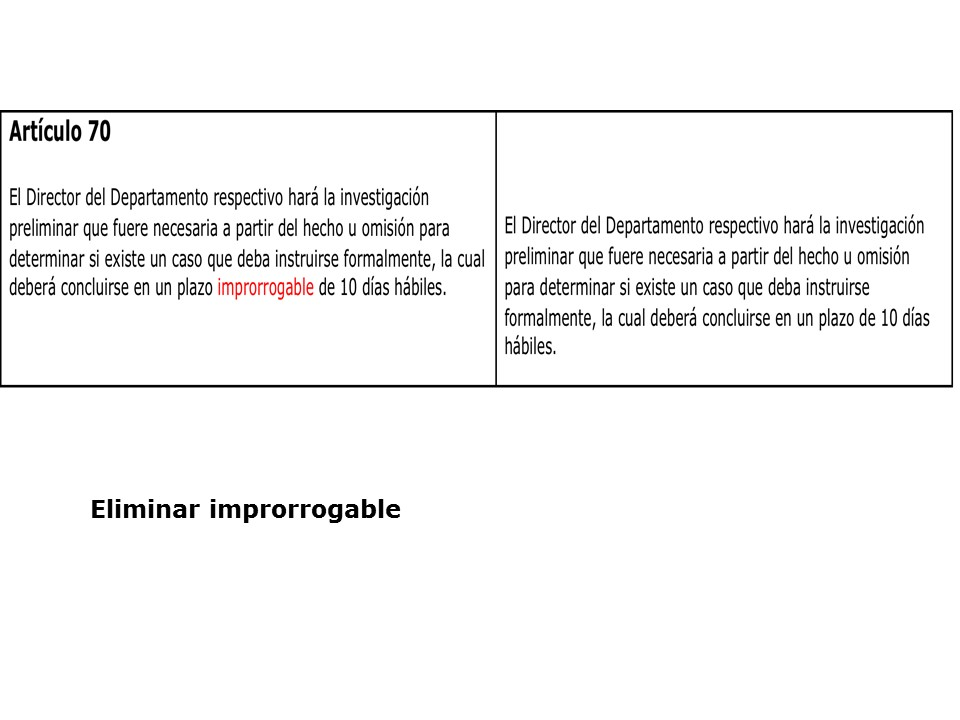 Artículo 70
El Director del Departamento respectivo hará la investigación
preliminar que fuere necesaria a partir del hecho u omisión para
determinar si existe un caso que deba instruirse formalmente, la cual
deberá concluirse en un plazo improrrogable de 10 días hábiles.
El Director del Departamento respectivo hará la investigación
preliminar que fuere necesaria a partir del hecho u omisión
para determinar si existe un caso que deba instruirse
formalmente, la cual deberá concluirse en un plazo de 10 días
hábiles.
Eliminar improrrogable